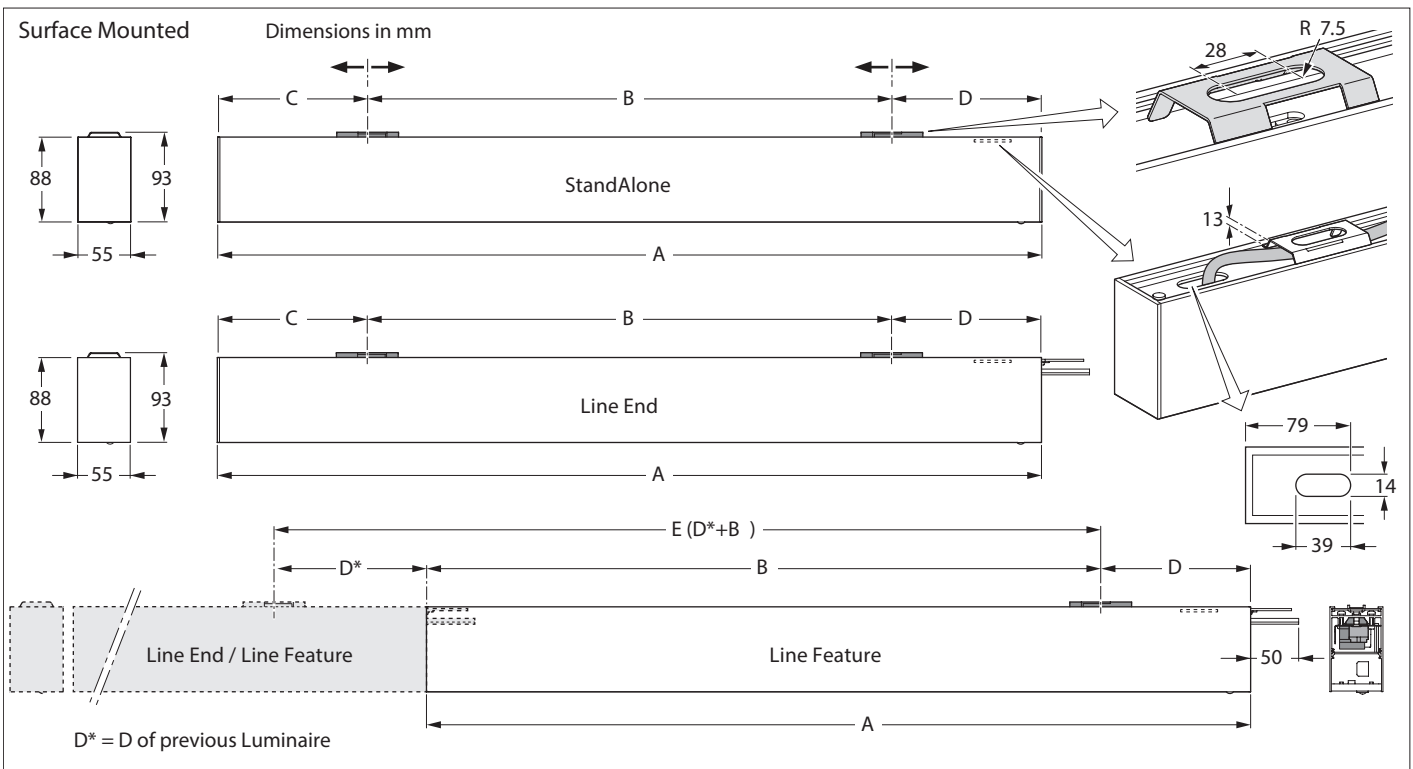 Surface Mounted
Dimensions in mm
R 7.5
28
C
B
D
88
93
StandAlone
55
A
13
C
B
D
88
93
Line End
55
A
79
14
39
E (D*+B )
D*
B
D
Line End / Line Feature
Line Feature
50
A
D* = D of previous Luminaire